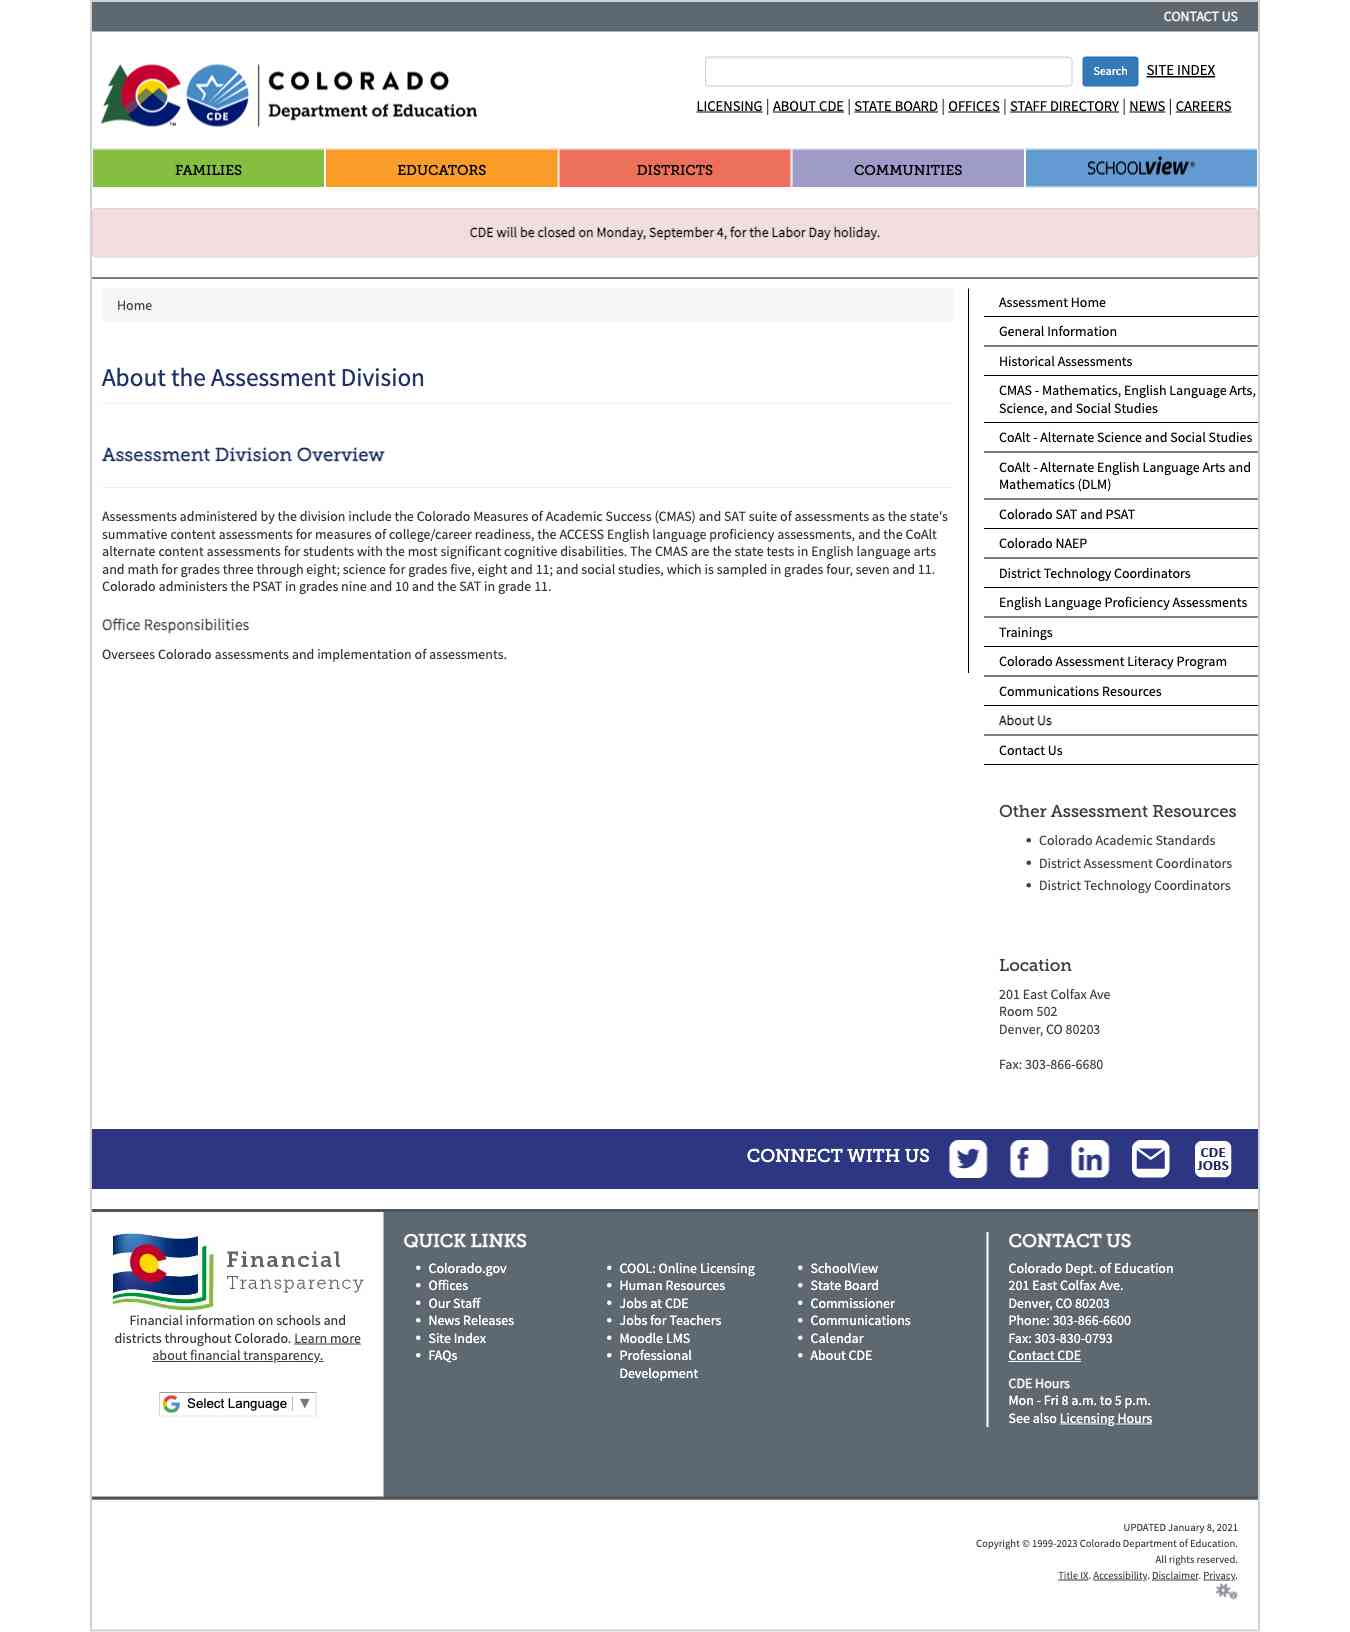 CONTACT US
CDE
COLORADO
Department of Education
Search
SITE INDEX
LICENSING | ABOUT CDE | STATE BOARD | OFFICES | STAFF DIRECTORY | NEWS | CAREERS
FAMILIES
EDUCATORS
DISTRICTS
COMMUNITIES
SCHOOLview®
CDE will be closed on Monday, September 4, for the Labor Day holiday.
Home
About the Assessment Division
Assessment Division Overview
Assessments administered by the division include the Colorado Measures of Academic Success (CMAS) and SAT suite of assessments as the state's
summative content assessments for measures of college/career readiness, the ACCESS English language proficiency assessments, and the CoAlt
alternate content assessments for students with the most significant cognitive disabilities. The CMAS are the state tests in English language arts
and math for grades three through eight; science for grades five, eight and 11; and social studies, which is sampled in grades four, seven and 11.
Colorado administers the PSAT in grades nine and 10 and the SAT in grade 11.
Office Responsibilities
Oversees Colorado assessments and implementation of assessments.
Assessment Home
General Information
Historical Assessments
CMAS - Mathematics, English Language Arts,
Science, and Social Studies
CoAlt - Alternate Science and Social Studies
CoAlt - Alternate English Language Arts and
Mathematics (DLM)
Colorado SAT and PSAT
Colorado NAEP
District Technology Coordinators
English Language Proficiency Assessments
Trainings
Colorado Assessment Literacy Program
Communications Resources
About Us
Contact Us
Other Assessment Resources
• Colorado Academic Standards
• District Assessment Coordinators
• District Technology Coordinators
Location
201 East Colfax Ave
Room 502
Denver, CO 80203
Fax: 303-866-6680
CONNECT WITH US
CDE
JOBS
Financial
Transparency
Financial information on schools and
districts throughout Colorado. Learn more
about financial transparency.
Select Language ▼
QUICK LINKS
• Colorado.gov
• Offices
• Our Staff
• News Releases
• Site Index
• FAQs
• COOL: Online Licensing
• Human Resources
• Jobs at CDE
• Jobs for Teachers
• Moodle LMS
• Professional
Development
• SchoolView
• State Board
• Commissioner
• Communications
• Calendar
• About CDE
CONTACT US
Colorado Dept. of Education
201 East Colfax Ave.
Denver, CO 80203
Phone: 303-866-6600
Fax: 303-830-0793
Contact CDE
CDE Hours
Mon - Fri 8 a.m. to 5 p.m.
See also Licensing Hours
UPDATED January 8, 2021
Copyright © 1999-2023 Colorado Department of Education.
All rights reserved.
Title IX. Accessibility. Disclaimer. Privacy.